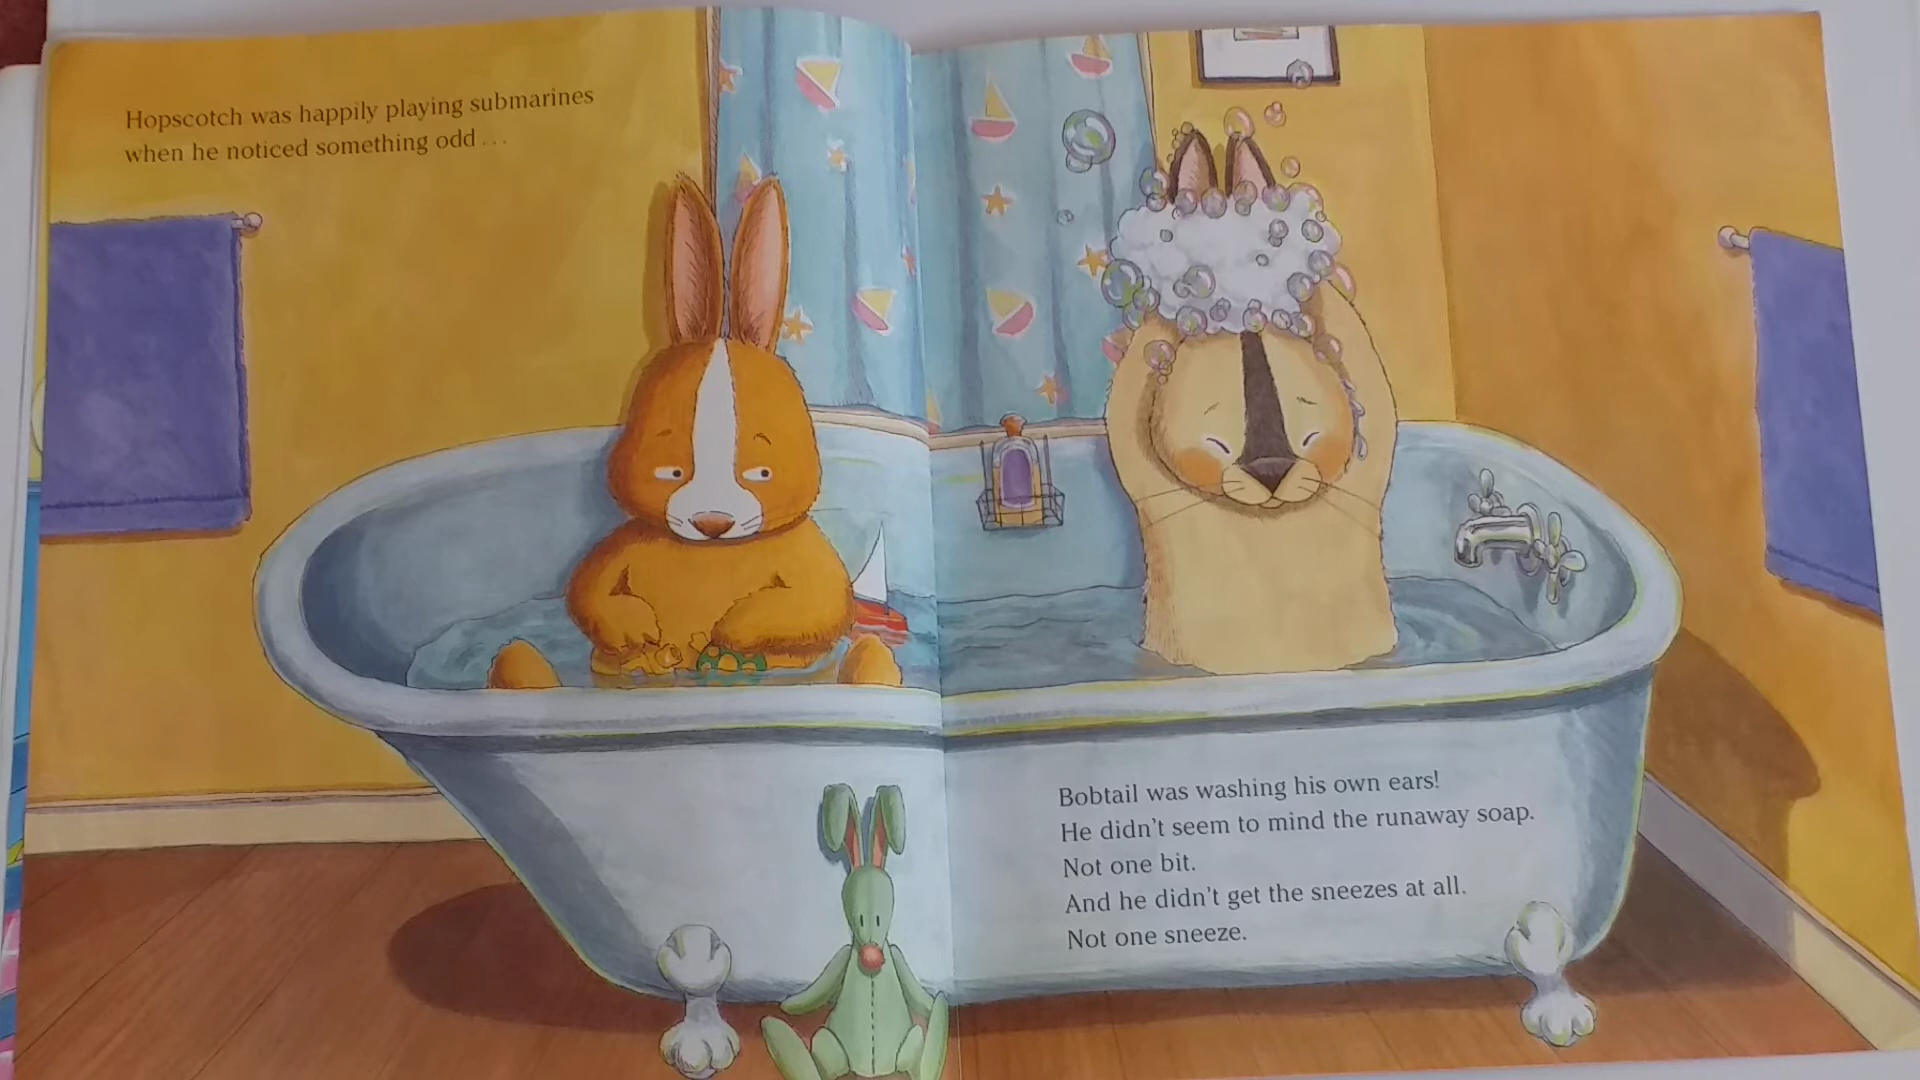 Hopscotch was happily playing submarines
when he noticed something odd . . .
Bobtail was washing his own ears!
He didn't seem to mind the runaway soap.
Not one bit.
And he didn't get the sneezes at all.
Not one sneeze.